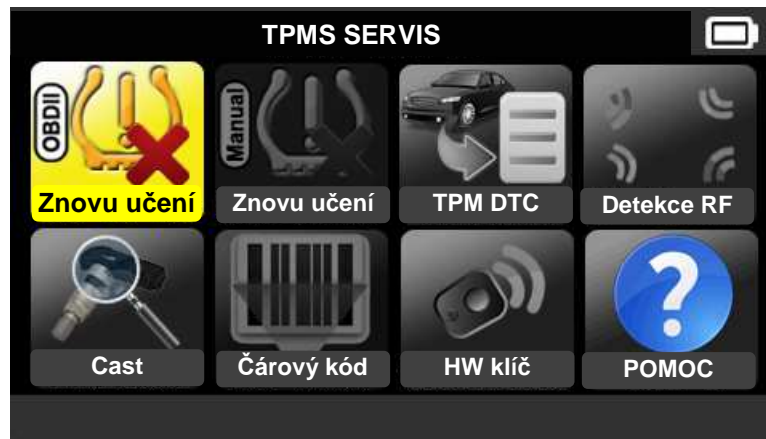 TPMS SERVIS
OBDII
Znovu učení
Manual
Znovu učení
TPM DTC
Detekce RF
Cast
Čárový kód
HW klíč
?
POMOC